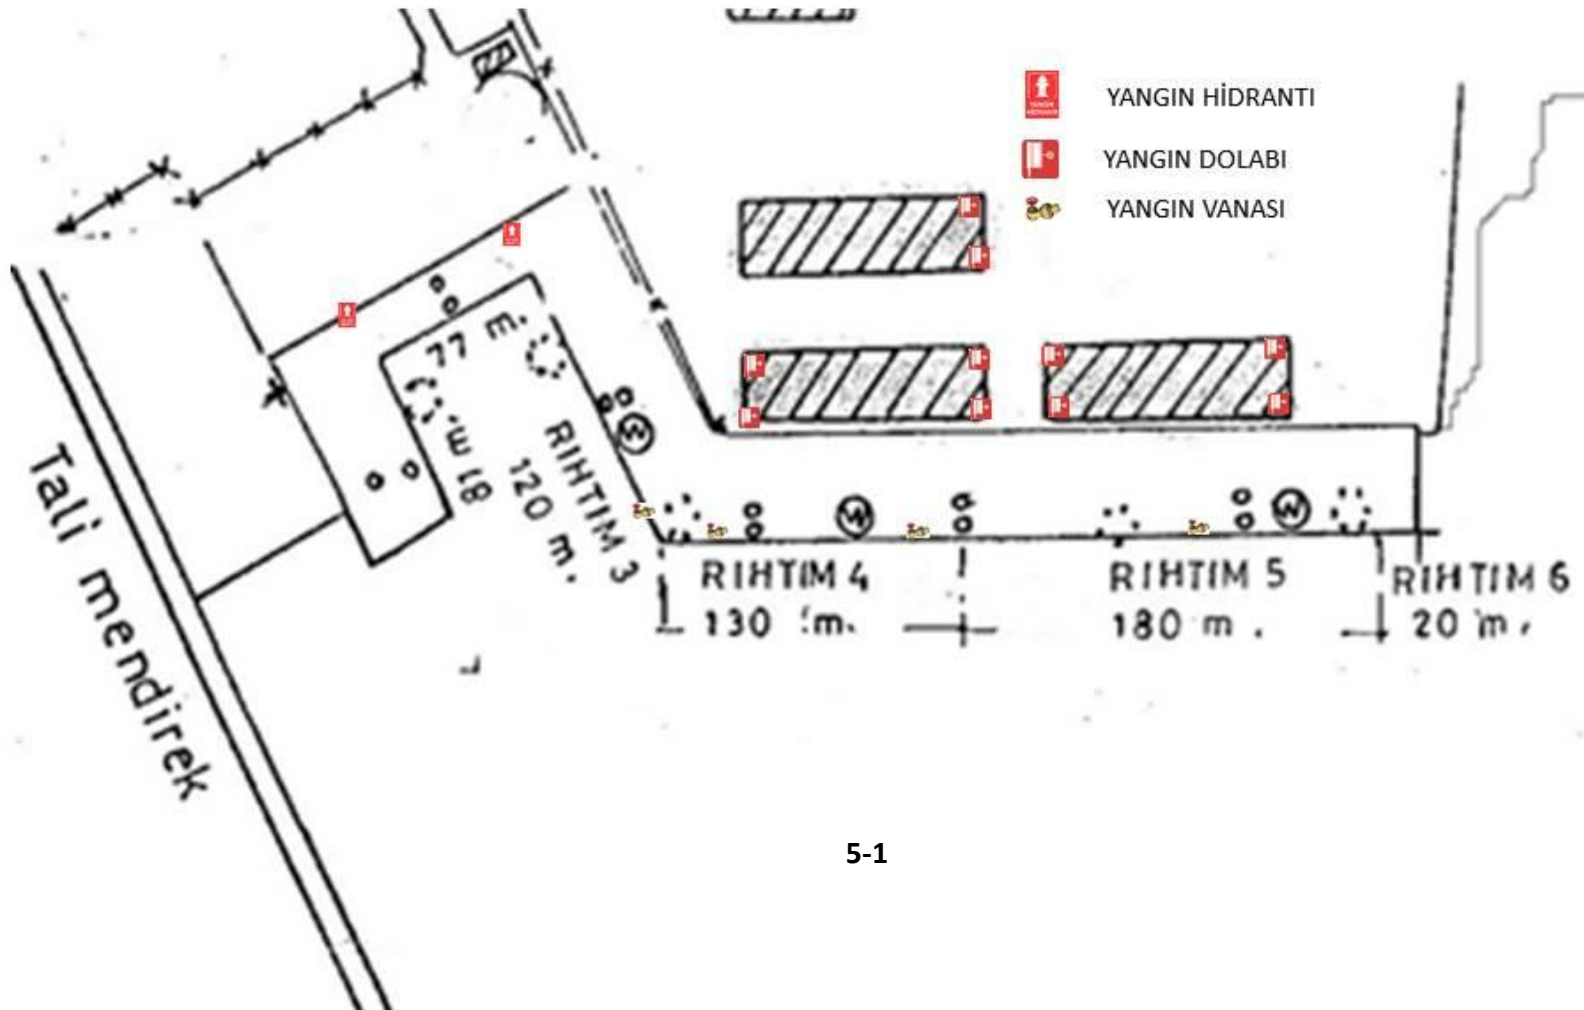 YANGIN HİDRANTI
YANGIN DOLABI
YANGIN VANASI
77
E.
81 E.
RIHTIM 3
120 m.
Tali mendirek
RIHTIM 4
130 m.
RIHTIM 5
180 m.
RIHTIM 6
20 m.
5-1